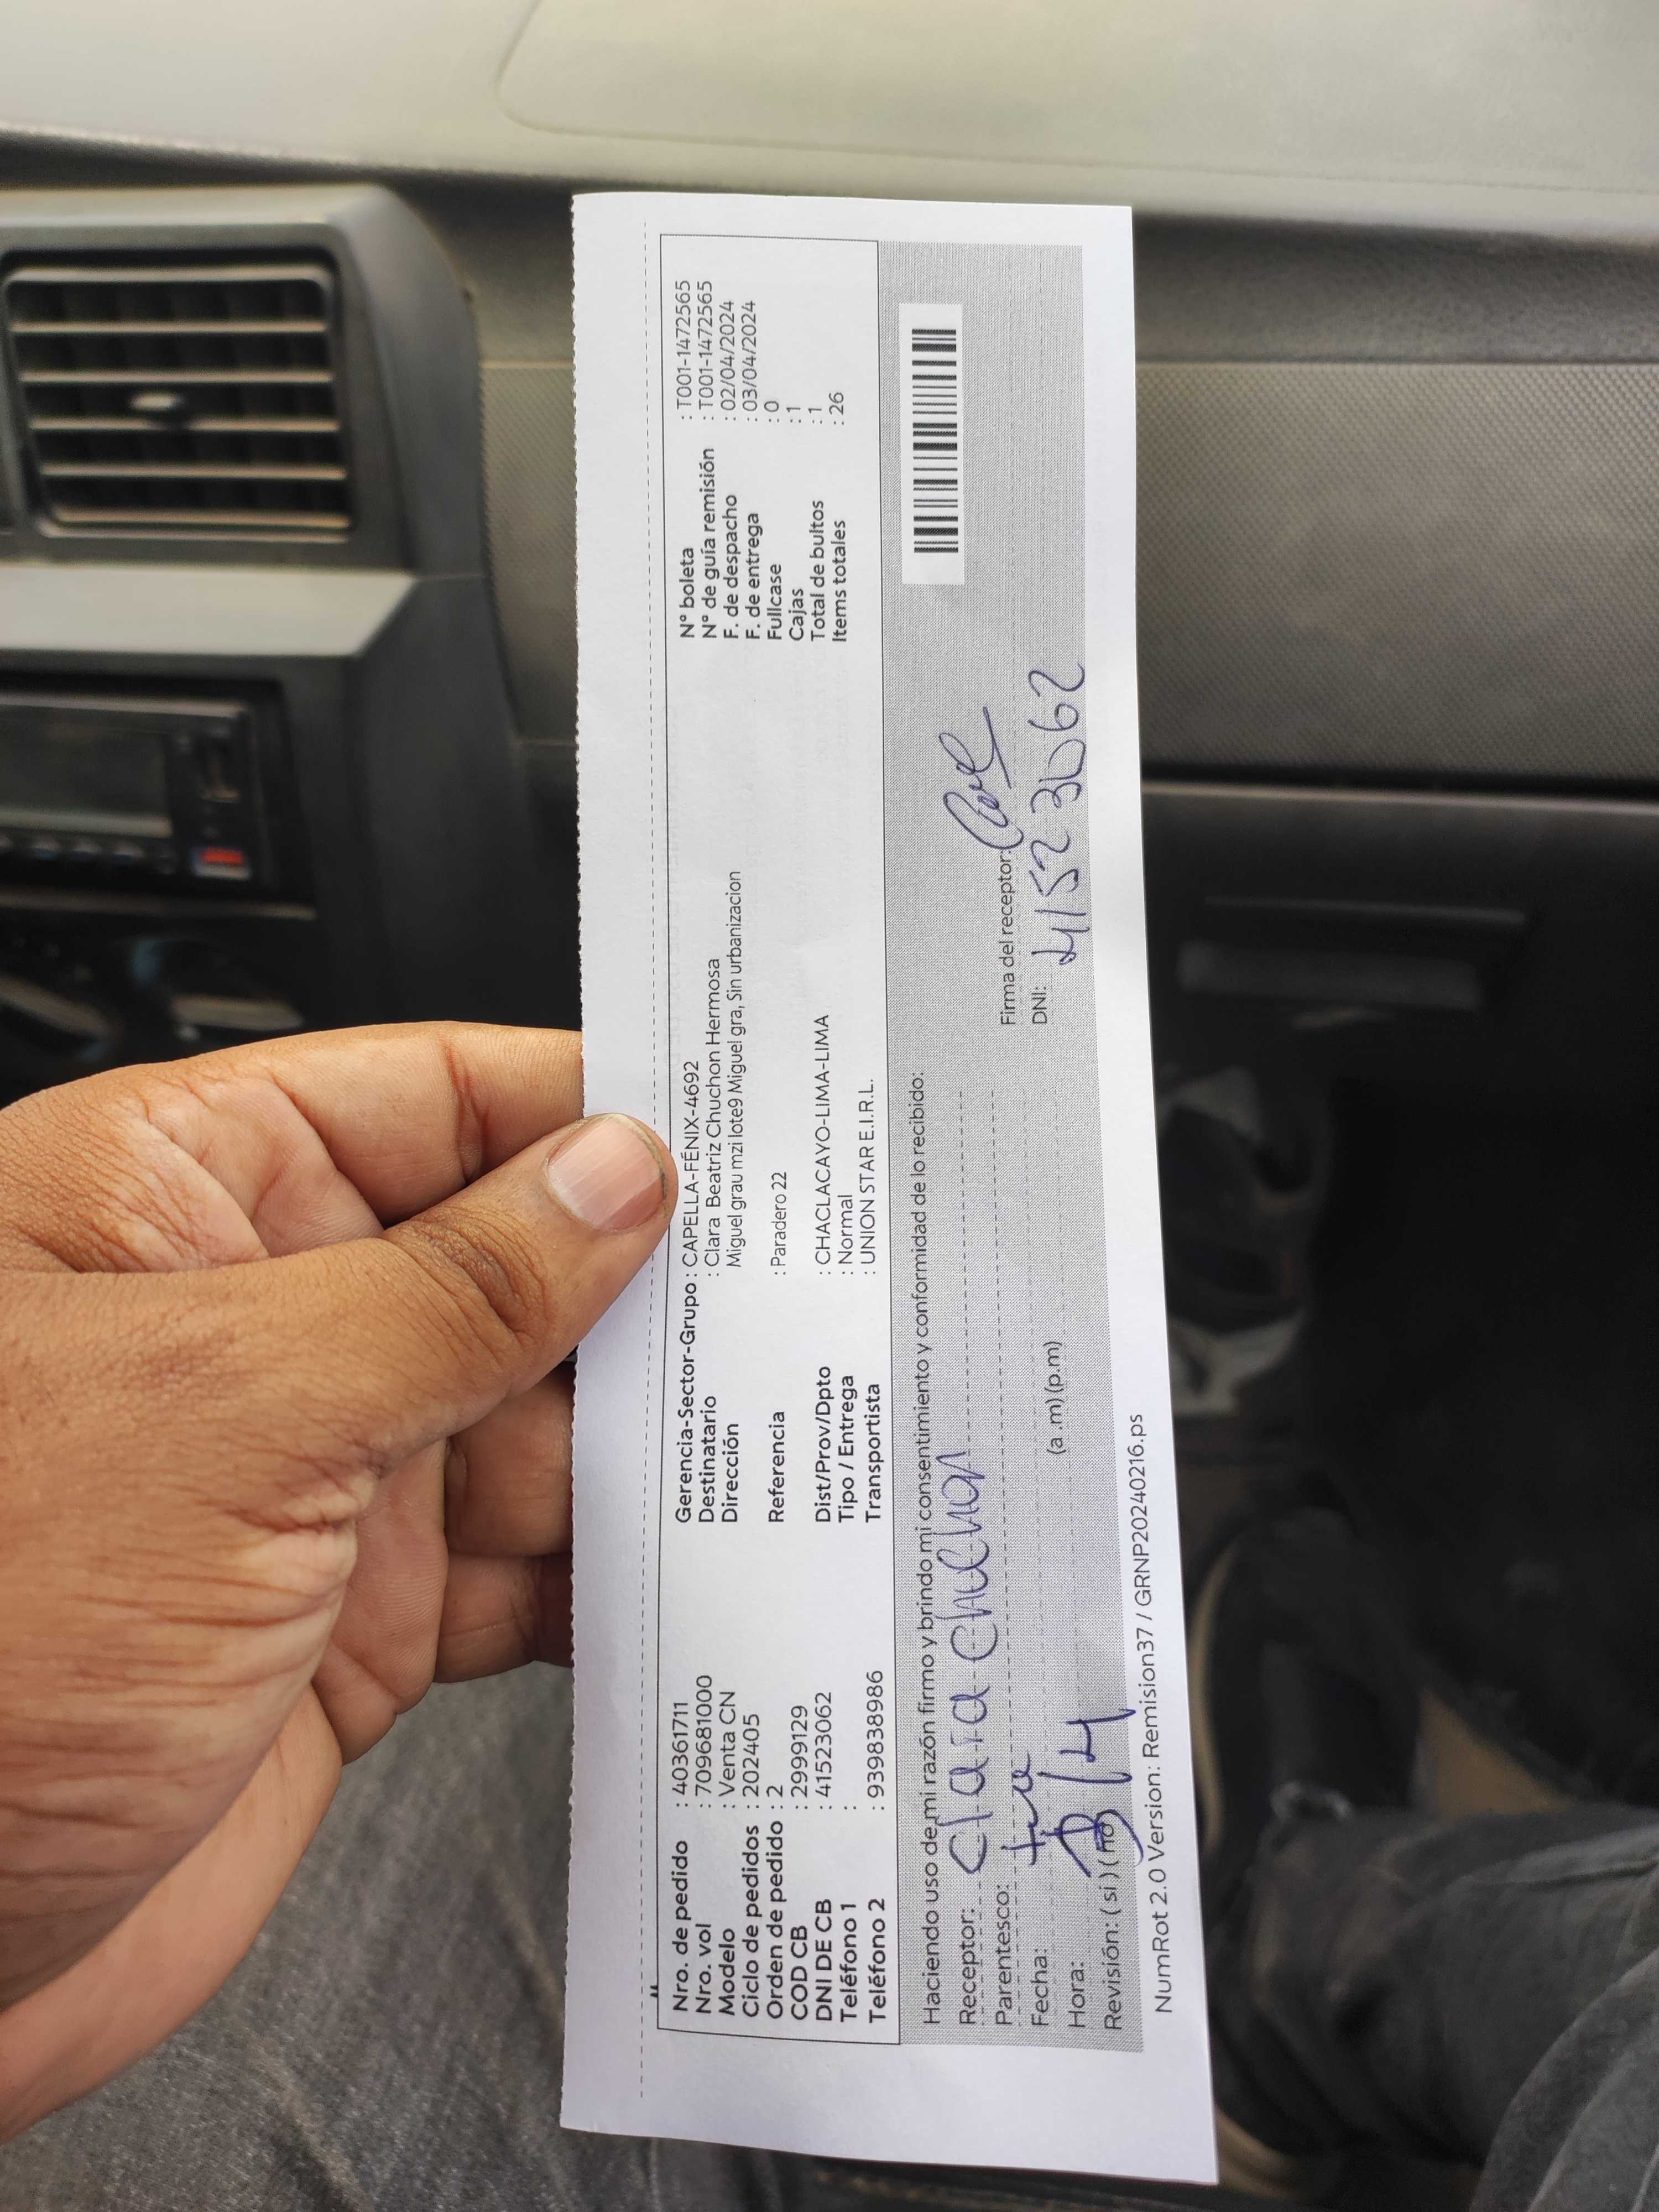 Nro. de pedido : 40361711
Nro. vol : 709681000
Modelo : Venta CN
Ciclo de pedidos : 202405
Orden de pedido : 2
COD CB : 2999129
DNI DE CB : 41523062
Teléfono 1 :
Teléfono 2 : 939838986
Gerencia-Sector-Grupo : CAPELLA-FÉNIX-4692
Destinatario : Clara Beatriz Chuchon Hermosa
Dirección Miguel grau mzi lote9 Miguel gra, Sin urbanizacion
Referencia : Paradero 22
Dist/Prov/Dpto : CHACLACAYO-LIMA-LIMA
Tipo / Entrega : Normal
Transportista : UNION STAR E.I.R.L.
N° boleta : T001-1472565
N° de guía remisión : T001-1472565
F. de despacho : 02/04/2024
F. de entrega : 03/04/2024
Fullcase : 0
Cajas : 1
Total de bultos : 1
Items totales : 26
Haciendo uso de mi razón firmo y brindo mi consentimiento y conformidad de lo recibido:
Receptor: Clara Chuchon
Parentesco:
Fecha: 3/4
Hora: (a.m)(p.m)
Revisión: (si) (no)
Firma del receptor:
DNI: 41523062
NumRot 2.0 Version: Remision37 / GRNP20240216.ps